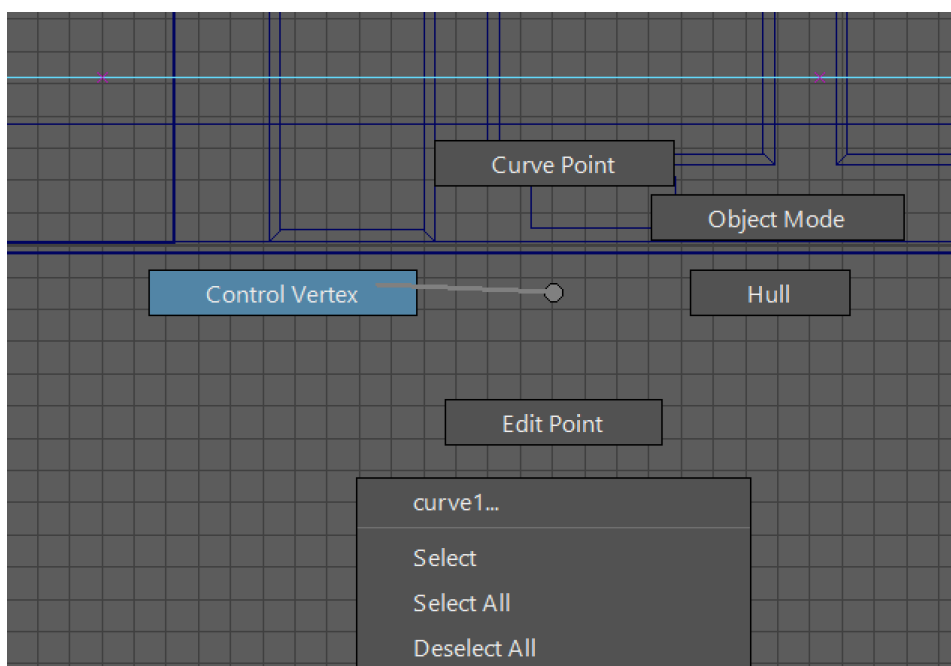 Curve Point
Object Mode
Control Vertex
Hull
Edit Point
curve1...
Select
Select All
Deselect All